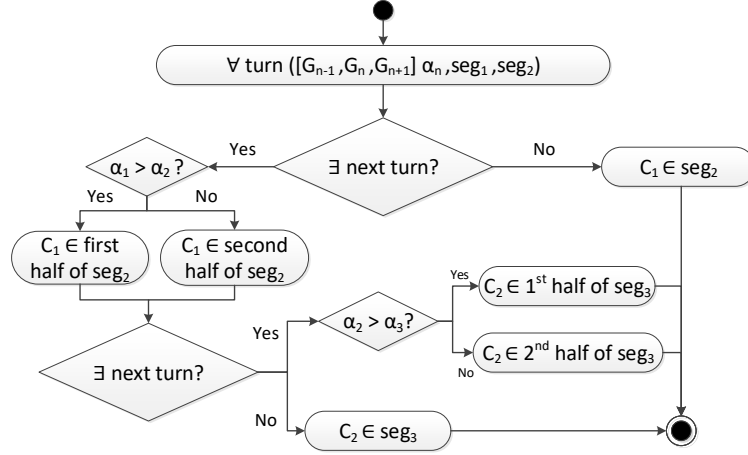 ∀ turn ([Gₙ₋₁,Gₙ,Gₙ₊₁] αₙ,seg₁,seg₂)
∃ next turn?
Yes
No
α₁ > α₂ ?
C₁ ∈ seg₂
Yes
No
C₁ ∈ first
half of seg₂
C₁ ∈ second
half of seg₂
∃ next turn?
Yes
No
α₂ > α₃?
Yes
No
C₂ ∈ 1ˢᵗ half of seg₃
C₂ ∈ 2ⁿᵈ half of seg₃
C₂ ∈ seg₃